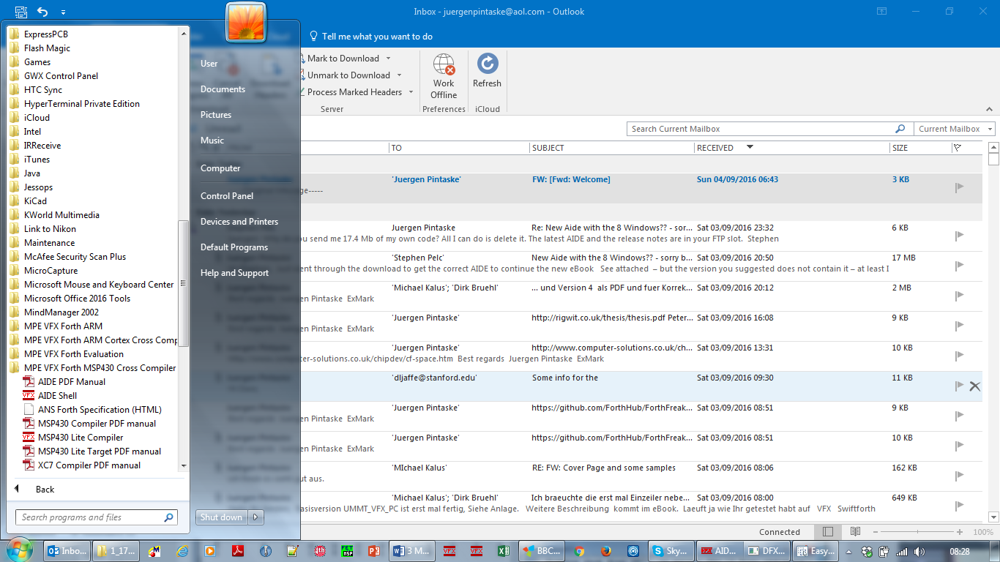 Inbox - juergenpintaske@aol.com - Outlook
Tell me what you want to do
Mark to Download
Unmark to Download
Process Marked Headers
Server
Work Offline
Preferences
Refresh
iCloud
Search Current Mailbox
Current Mailbox
TO SUBJECT RECEIVED SIZE
'Juergen Pintaske' FW: [Fwd: Welcome] Sun 04/09/2016 06:43 3 KB
-----
Juergen Pintaske Re: New Aide with the 8 Windows?? - sor... Sat 03/09/2016 23:32 6 KB
you send me 17.4 Mb of my own code? All I can do is delete it. The latest AIDE and the release notes are in your FTP slot. Stephen
'Stephen Pelc' New Aide with the 8 Windows?? - sorry b... Sat 03/09/2016 20:50 17 MB
through the download to get the correct AIDE to continue the new eBook See attached – but the version you suggested does not contain it – at least I
'Michael Kalus'; 'Dirk Bruehl' ... und Version 4 als PDF und fuer Korrek... Sat 03/09/2016 20:12 2 MB
Pintaske ExMark
'Juergen Pintaske' http://rigwit.co.uk/thesis/thesis.pdf Peter... Sat 03/09/2016 16:08 9 KB
Pintaske ExMark
'Juergen Pintaske' http://www.computer-solutions.co.uk/ch... Sat 03/09/2016 13:31 10 KB
-solutions.co.uk/chipdev/cf-space.htm Best regards Juergen Pintaske ExMark
'dljaffe@stanford.edu' Some info for the Sat 03/09/2016 09:30 11 KB
'Juergen Pintaske' https://github.com/ForthHub/ForthFreak... Sat 03/09/2016 08:51 9 KB
Pintaske ExMark
'Juergen Pintaske' https://github.com/ForthHub/ForthFreak... Sat 03/09/2016 08:51 10 KB
Pintaske ExMark
'MIchael Kalus' RE: FW: Cover Page and some samples Sat 03/09/2016 08:06 162 KB
gut aus.
'Michael Kalus'; 'Dirk Bruehl' Ich braeuchte die erst mal Einzeiler nebe... Sat 03/09/2016 08:00 649 KB
UMMT_VFX_PC ist erst mal fertig, Siehe Anlage. Weitere Beschreibung kommt im eBook. Laeuft ja wie Ihr getestet habt auf VFX Swiftforth
Connected
100%
ExpressPCB
Flash Magic
Games
GWX Control Panel
HTC Sync
HyperTerminal Private Edition
iCloud
Intel
IRReceive
iTunes
Java
Jessops
KiCad
KWorld Multimedia
Link to Nikon
Maintenance
McAfee Security Scan Plus
MicroCapture
Microsoft Mouse and Keyboard Center
Microsoft Office 2016 Tools
MindManager 2002
MPE VFX Forth ARM
MPE VFX Forth ARM Cortex Cross Comp
MPE VFX Forth Evaluation
MPE VFX Forth MSP430 Cross Compiler
AIDE PDF Manual
VFX AIDE Shell
ANS Forth Specification (HTML)
MSP430 Compiler PDF manual
VFX MSP430 Lite Compiler
MSP430 Lite Target PDF manual
XC7 Compiler PDF manual
Back
Search programs and files
User
Documents
Pictures
Music
Computer
Control Panel
Devices and Printers
Default Programs
Help and Support
Shut down
Inbo... 1_17... 3 M... VFX VFX BBC... Sky... AID... DFX... Easy... 08:28